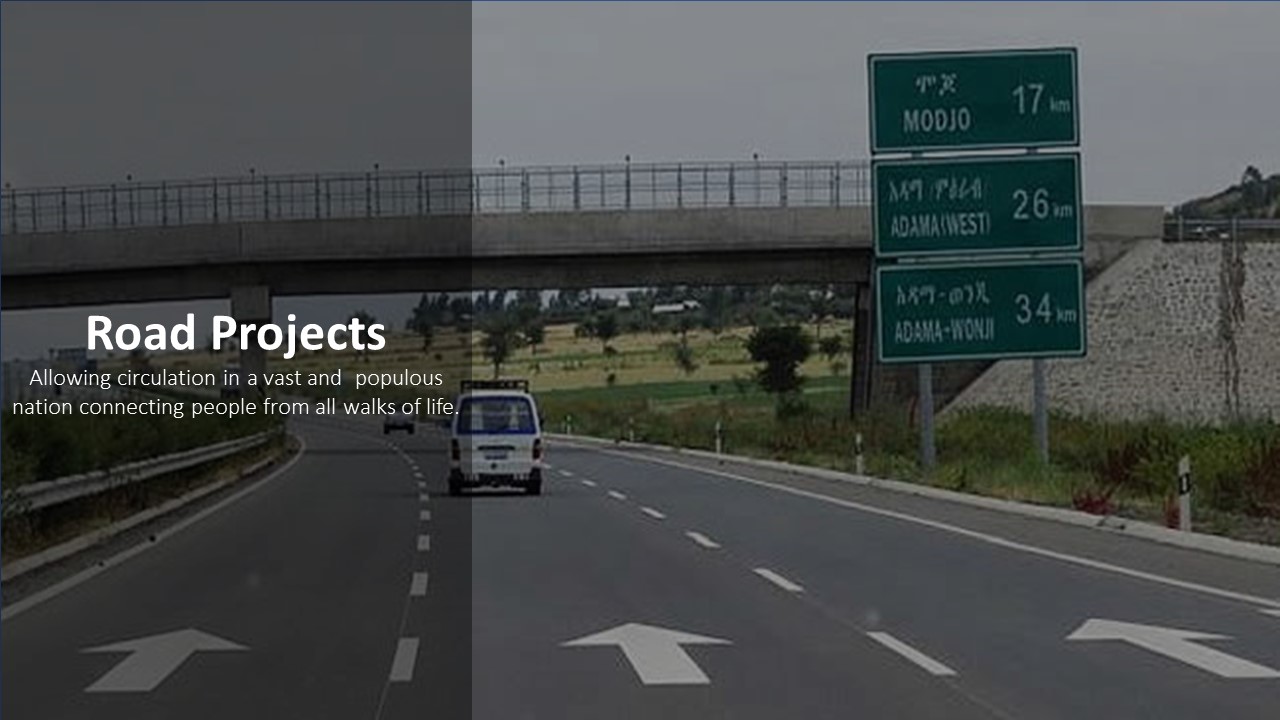 Road Projects
Allowing circulation in a vast and  populous
nation connecting people from all walks of life.
ሞጆ
MODJO
17 km
አዳማ (ምዕራብ)
ADAMA (WEST)
26 km
አዳማ-ወንጂ
ADAMA-WONJI
34 km